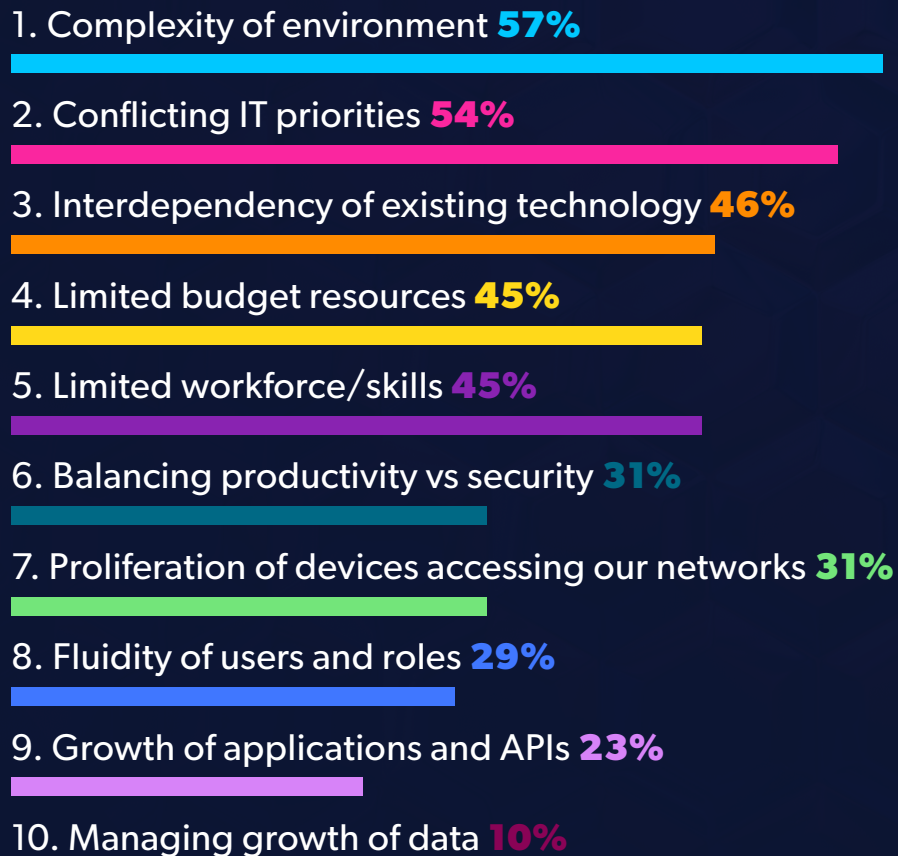 1. Complexity of environment 57%
2. Conflicting IT priorities 54%
3. Interdependency of existing technology 46%
4. Limited budget resources 45%
5. Limited workforce/skills 45%
6. Balancing productivity vs security 31%
7. Proliferation of devices accessing our networks 31%
8. Fluidity of users and roles 29%
9. Growth of applications and APIs 23%
10. Managing growth of data 10%